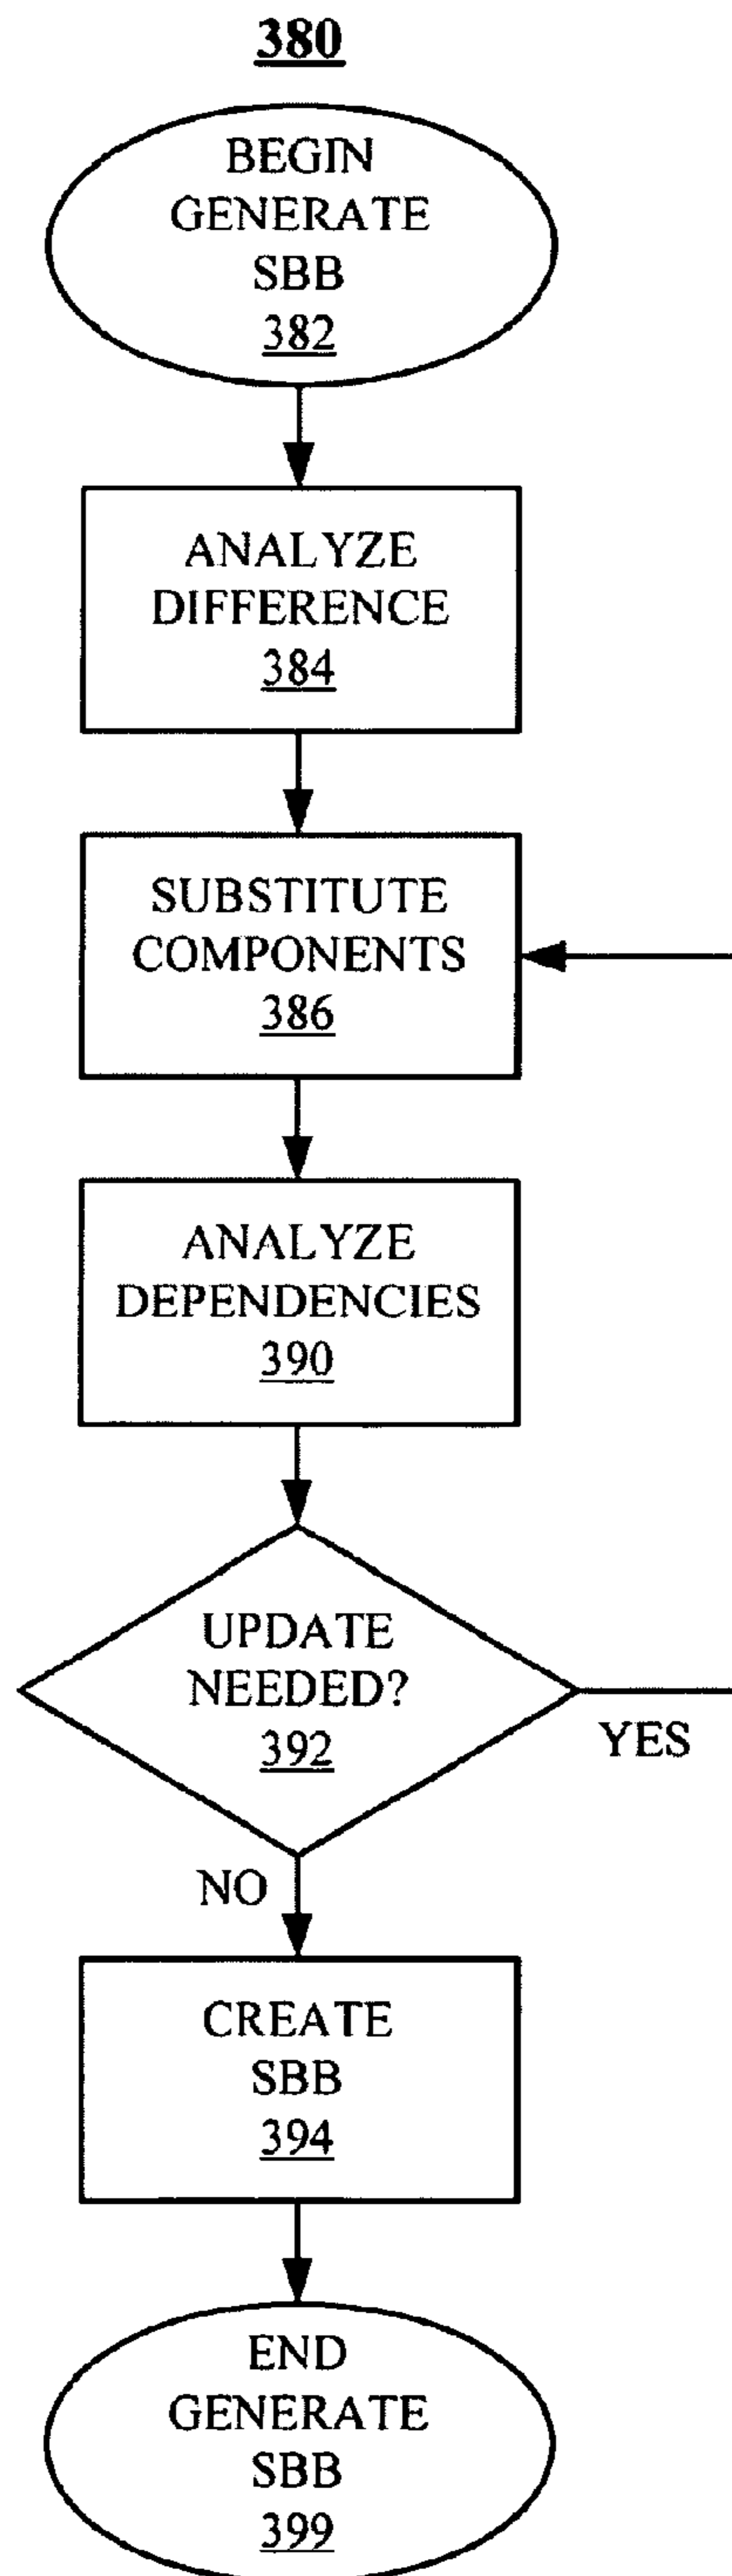 380
BEGIN
GENERATE
SBB
382
ANALYZE
DIFFERENCE
384
SUBSTITUTE
COMPONENTS
386
ANALYZE
DEPENDENCIES
390
UPDATE
NEEDED?
392
YES
NO
CREATE
SBB
394
END
GENERATE
SBB
399